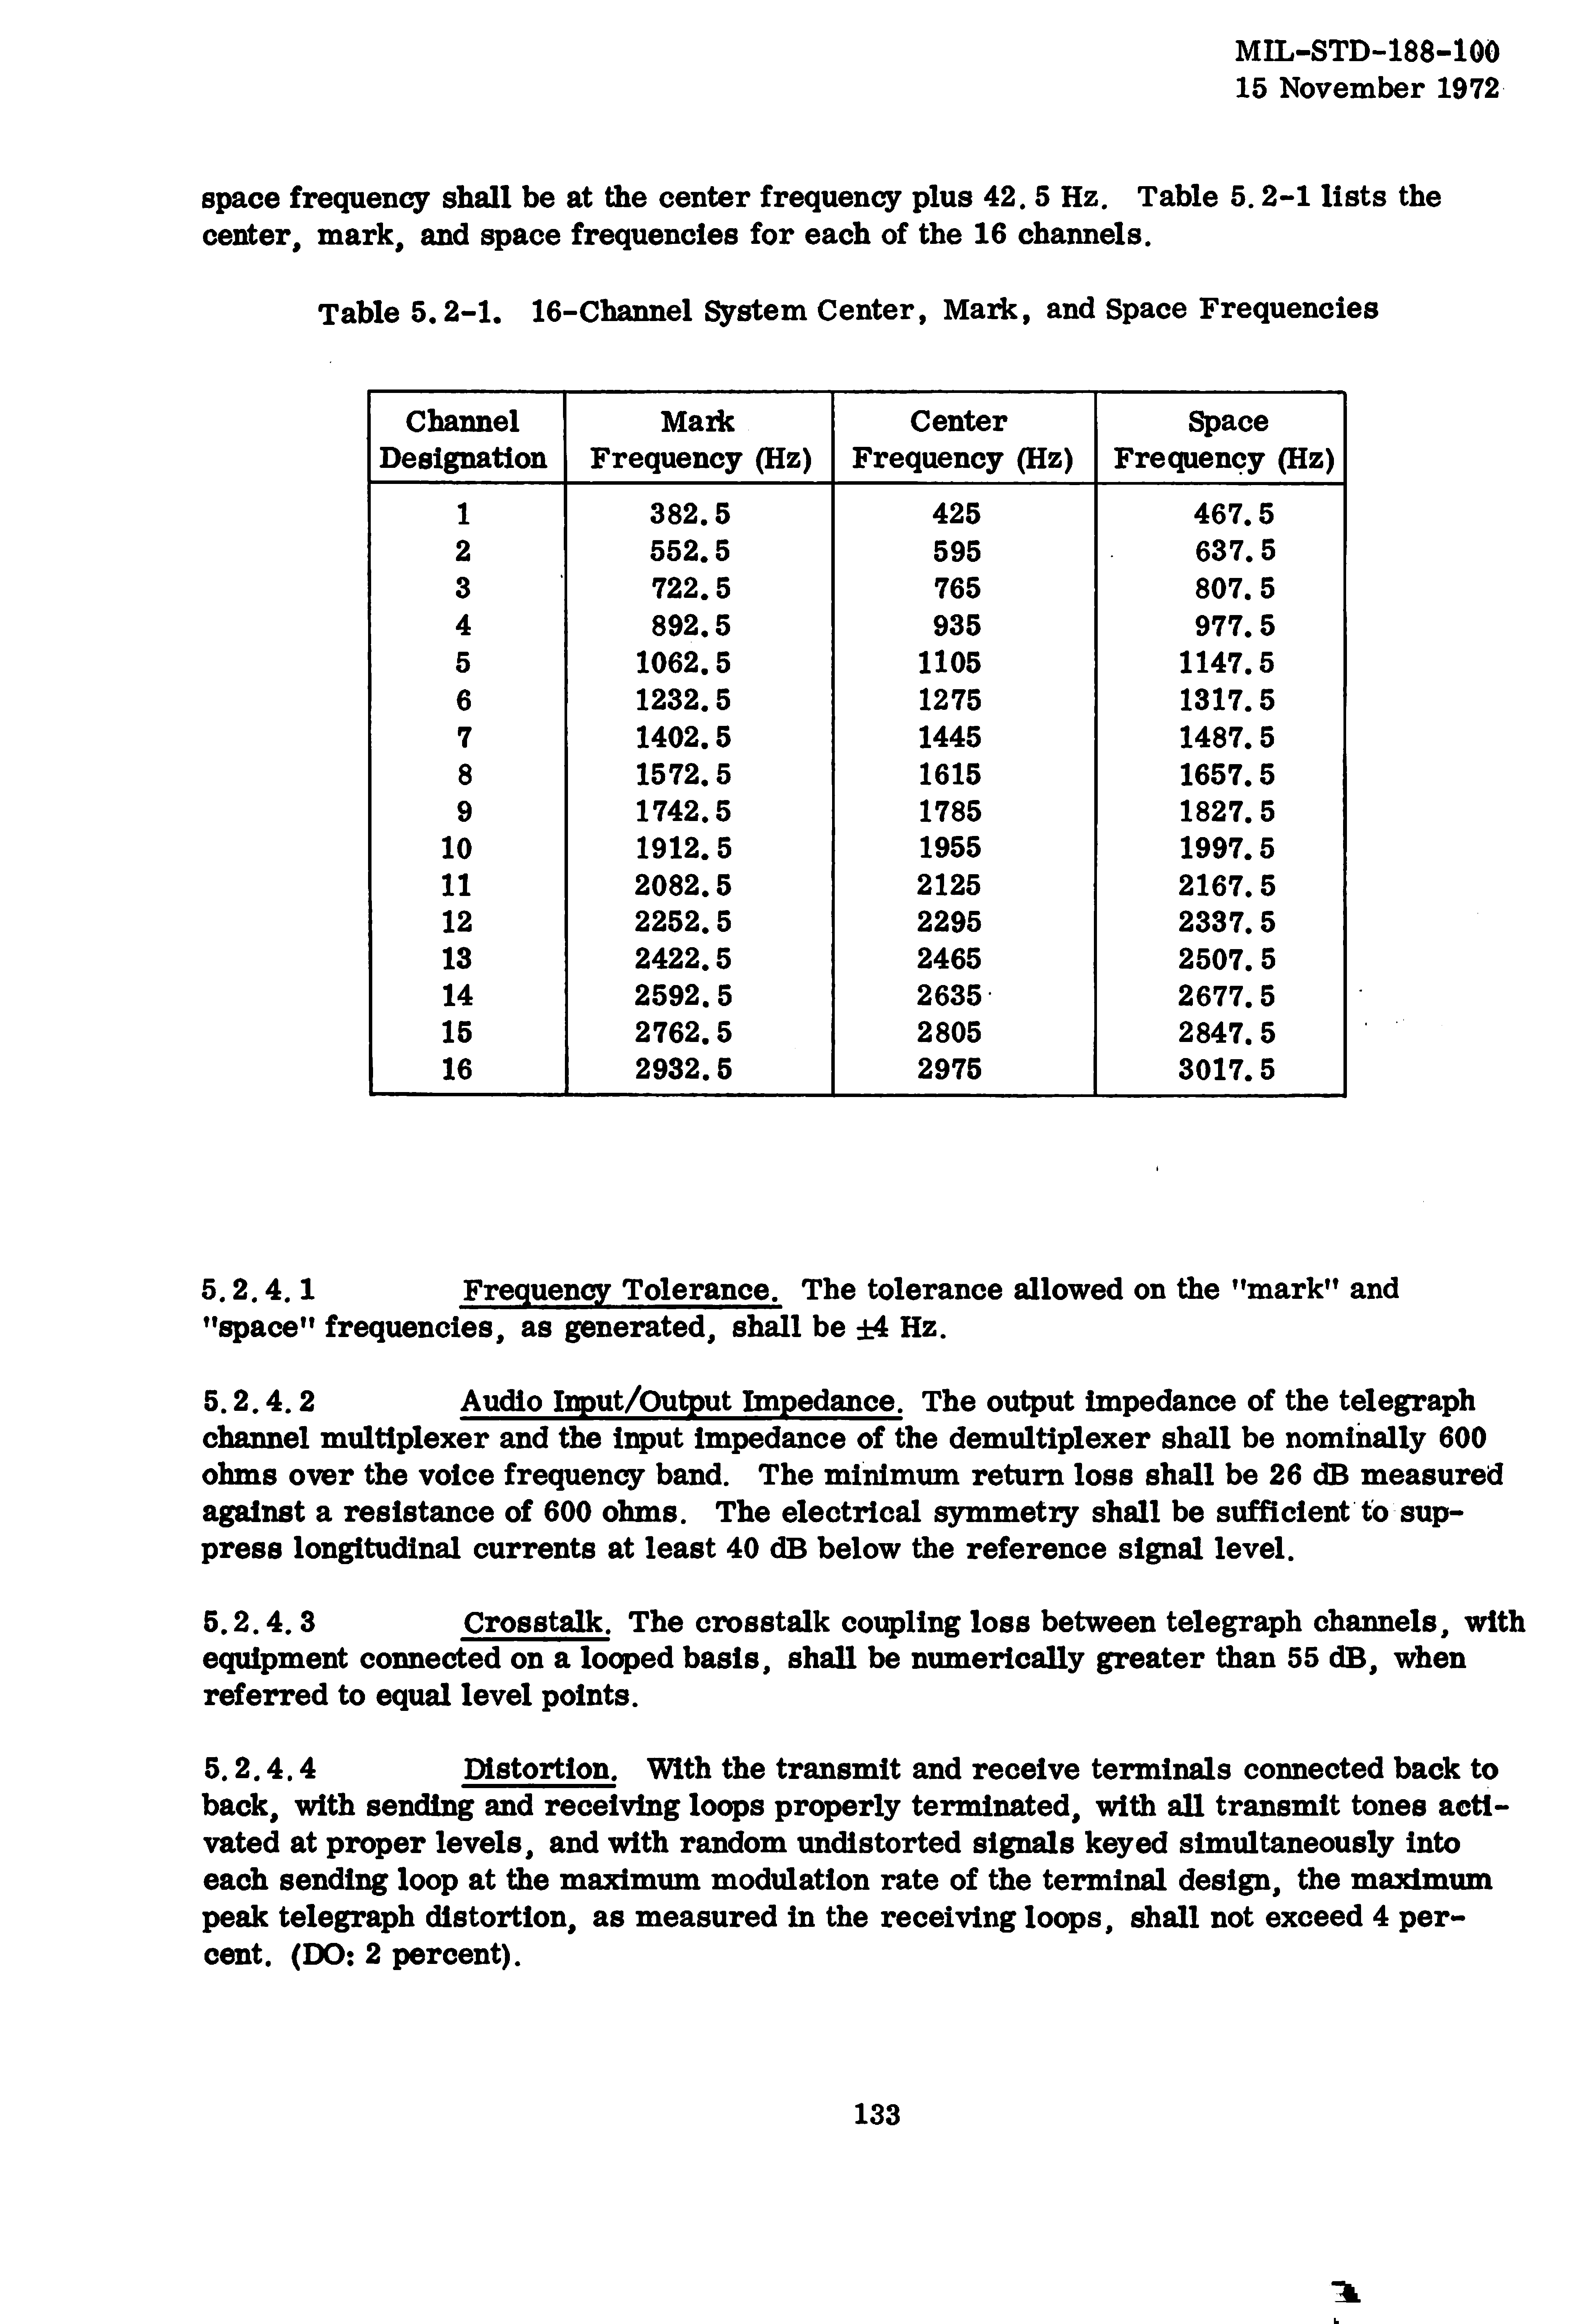 MIL-STD-188-100
15 November 1972
space frequency shall be at the center frequency plus 42.5 Hz. Table 5.2-1 lists the
center, mark, and space frequencies for each of the 16 channels.
Table 5.2-1. 16-Channel System Center, Mark, and Space Frequencies
Channel Designation | Mark Frequency (Hz) | Center Frequency (Hz) | Space Frequency (Hz)
1 382.5 425 467.5
2 552.5 595 637.5
3 722.5 765 807.5
4 892.5 935 977.5
5 1062.5 1105 1147.5
6 1232.5 1275 1317.5
7 1402.5 1445 1487.5
8 1572.5 1615 1657.5
9 1742.5 1785 1827.5
10 1912.5 1955 1997.5
11 2082.5 2125 2167.5
12 2252.5 2295 2337.5
13 2422.5 2465 2507.5
14 2592.5 2635 2677.5
15 2762.5 2805 2847.5
16 2932.5 2975 3017.5
5.2.4.1 Frequency Tolerance. The tolerance allowed on the "mark" and
"space" frequencies, as generated, shall be ±4 Hz.
5.2.4.2 Audio Input/Output Impedance. The output impedance of the telegraph
channel multiplexer and the input impedance of the demultiplexer shall be nominally 600
ohms over the voice frequency band. The minimum return loss shall be 26 dB measured
against a resistance of 600 ohms. The electrical symmetry shall be sufficient to sup-
press longitudinal currents at least 40 dB below the reference signal level.
5.2.4.3 Crosstalk. The crosstalk coupling loss between telegraph channels, with
equipment connected on a looped basis, shall be numerically greater than 55 dB, when
referred to equal level points.
5.2.4.4 Distortion. With the transmit and receive terminals connected back to
back, with sending and receiving loops properly terminated, with all transmit tones acti-
vated at proper levels, and with random undistorted signals keyed simultaneously into
each sending loop at the maximum modulation rate of the terminal design, the maximum
peak telegraph distortion, as measured in the receiving loops, shall not exceed 4 per-
cent. (DO: 2 percent).
133